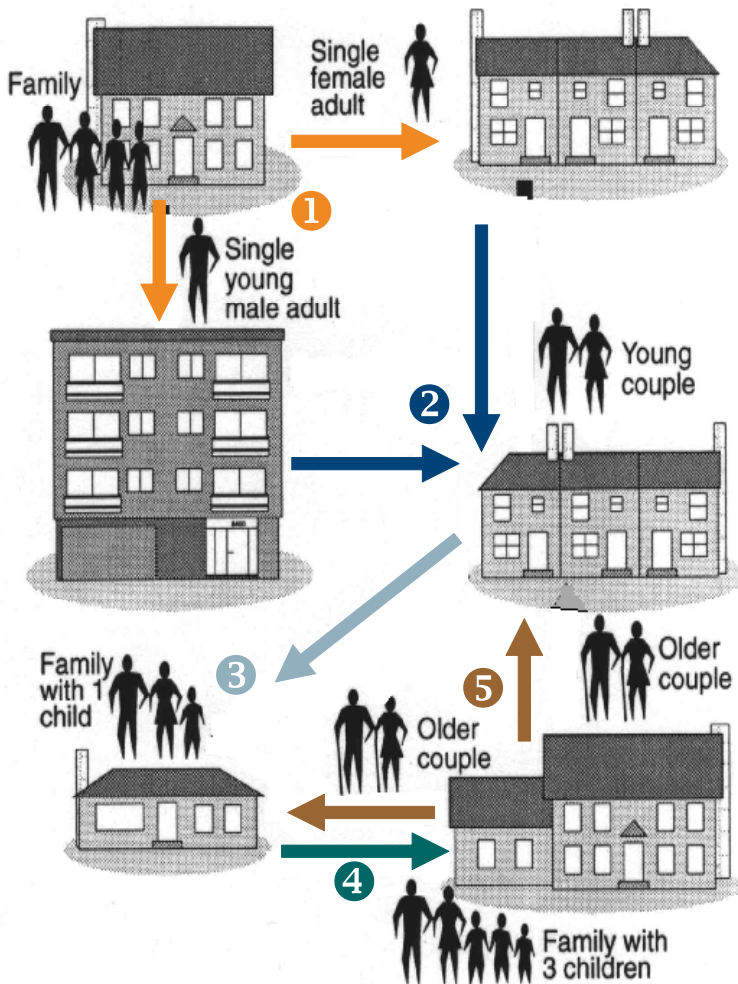 Family
Single
female
adult
1
Single
young
male adult
2
Young
couple
3
Family
with 1
child
Older
couple
5
Older
couple
4
Family with
3 children